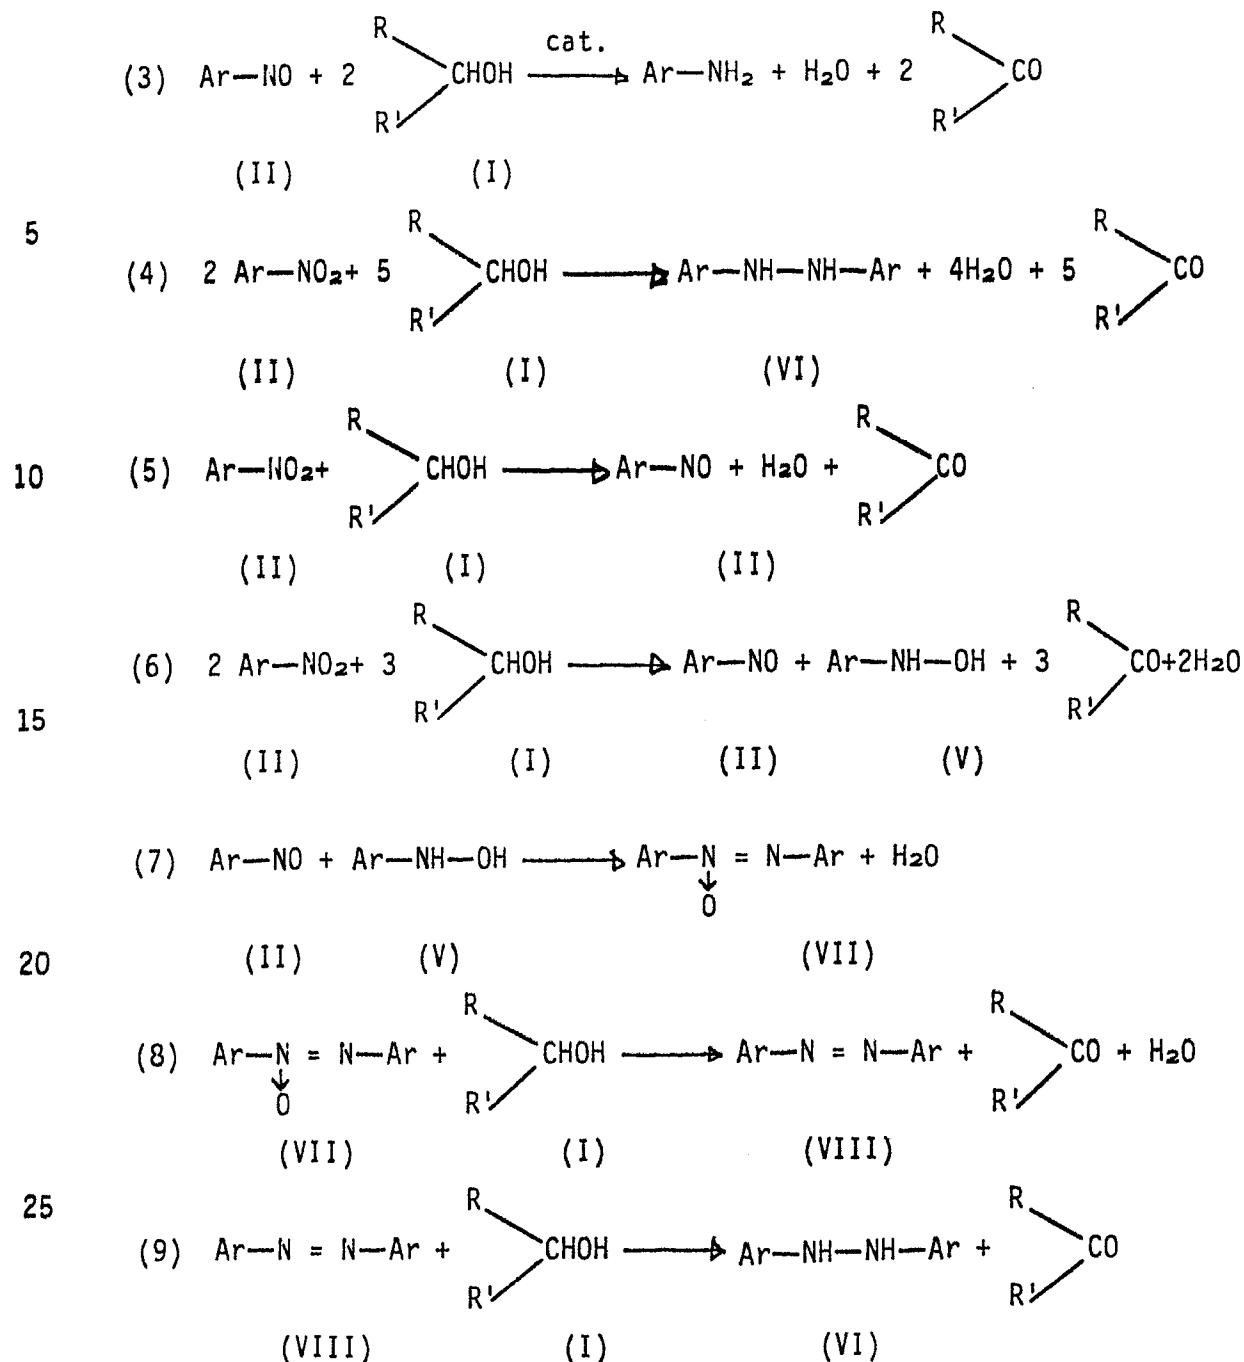 R R
cat.
(3) Ar—NO + 2 CHOH Ar—NH₂ + H₂O + 2 CO
R' R'
(II) (I)
5 R R
(4) 2 Ar—NO₂+ 5 CHOH Ar—NH—NH—Ar + 4H₂O + 5 CO
R' R'
(II) (I) (VI)
R R
10 (5) Ar—NO₂+ CHOH Ar—NO + H₂O + CO
R' R'
(II) (I) (II)
R R
(6) 2 Ar—NO₂+ 3 CHOH Ar—NO + Ar—NH—OH + 3 CO+2H₂O
15 R' R'
(II) (I) (II) (V)
(7) Ar—NO + Ar—NH—OH Ar—N = N—Ar + H₂O
O
20 (II) (V) (VII)
R R
(8) Ar—N = N—Ar + CHOH Ar—N = N—Ar + CO + H₂O
O R' R'
(VII) (I) (VIII)
25 R R
(9) Ar—N = N—Ar + CHOH Ar—NH—NH—Ar + CO
R' R'
(VIII) (I) (VI)